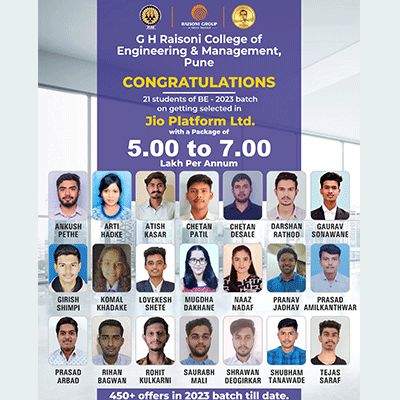 RAISONI GROUP
G H Raisoni College of
Engineering & Management,
Pune
CONGRATULATIONS
21 students of BE - 2023 batch
on getting selected in
Jio Platform Ltd.
with a Package of
5.00 to 7.00
Lakh Per Annum
ANKUSH PETHE
ARTI HADKE
ATISH KASAR
CHETAN PATIL
CHETAN DESALE
DARSHAN RATHOD
GAURAV SONAWANE
GIRISH SHIMPI
KOMAL KHADAKE
LOVEKESH SHETE
MUGDHA DAKHANE
NAAZ NADAF
PRANAV JADHAV
PRASAD AMILKANTHWAR
PRASAD ARBAD
RIHAN BAGWAN
ROHIT KULKARNI
SAURABH MALI
SHRAWAN DEOGIRKAR
SHUBHAM TANAWADE
TEJAS SARAF
450+ offers in 2023 batch till date.